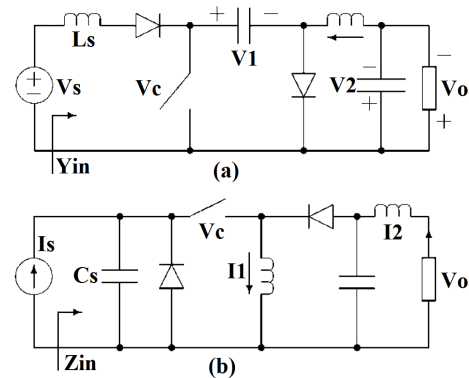 Ls
+ −
V1
Vc
+
−
Vs
V2
−
+
−
Vo
+
Yin
(a)
Is
Vc
I2
Cs
I1
Vo
Zin
(b)